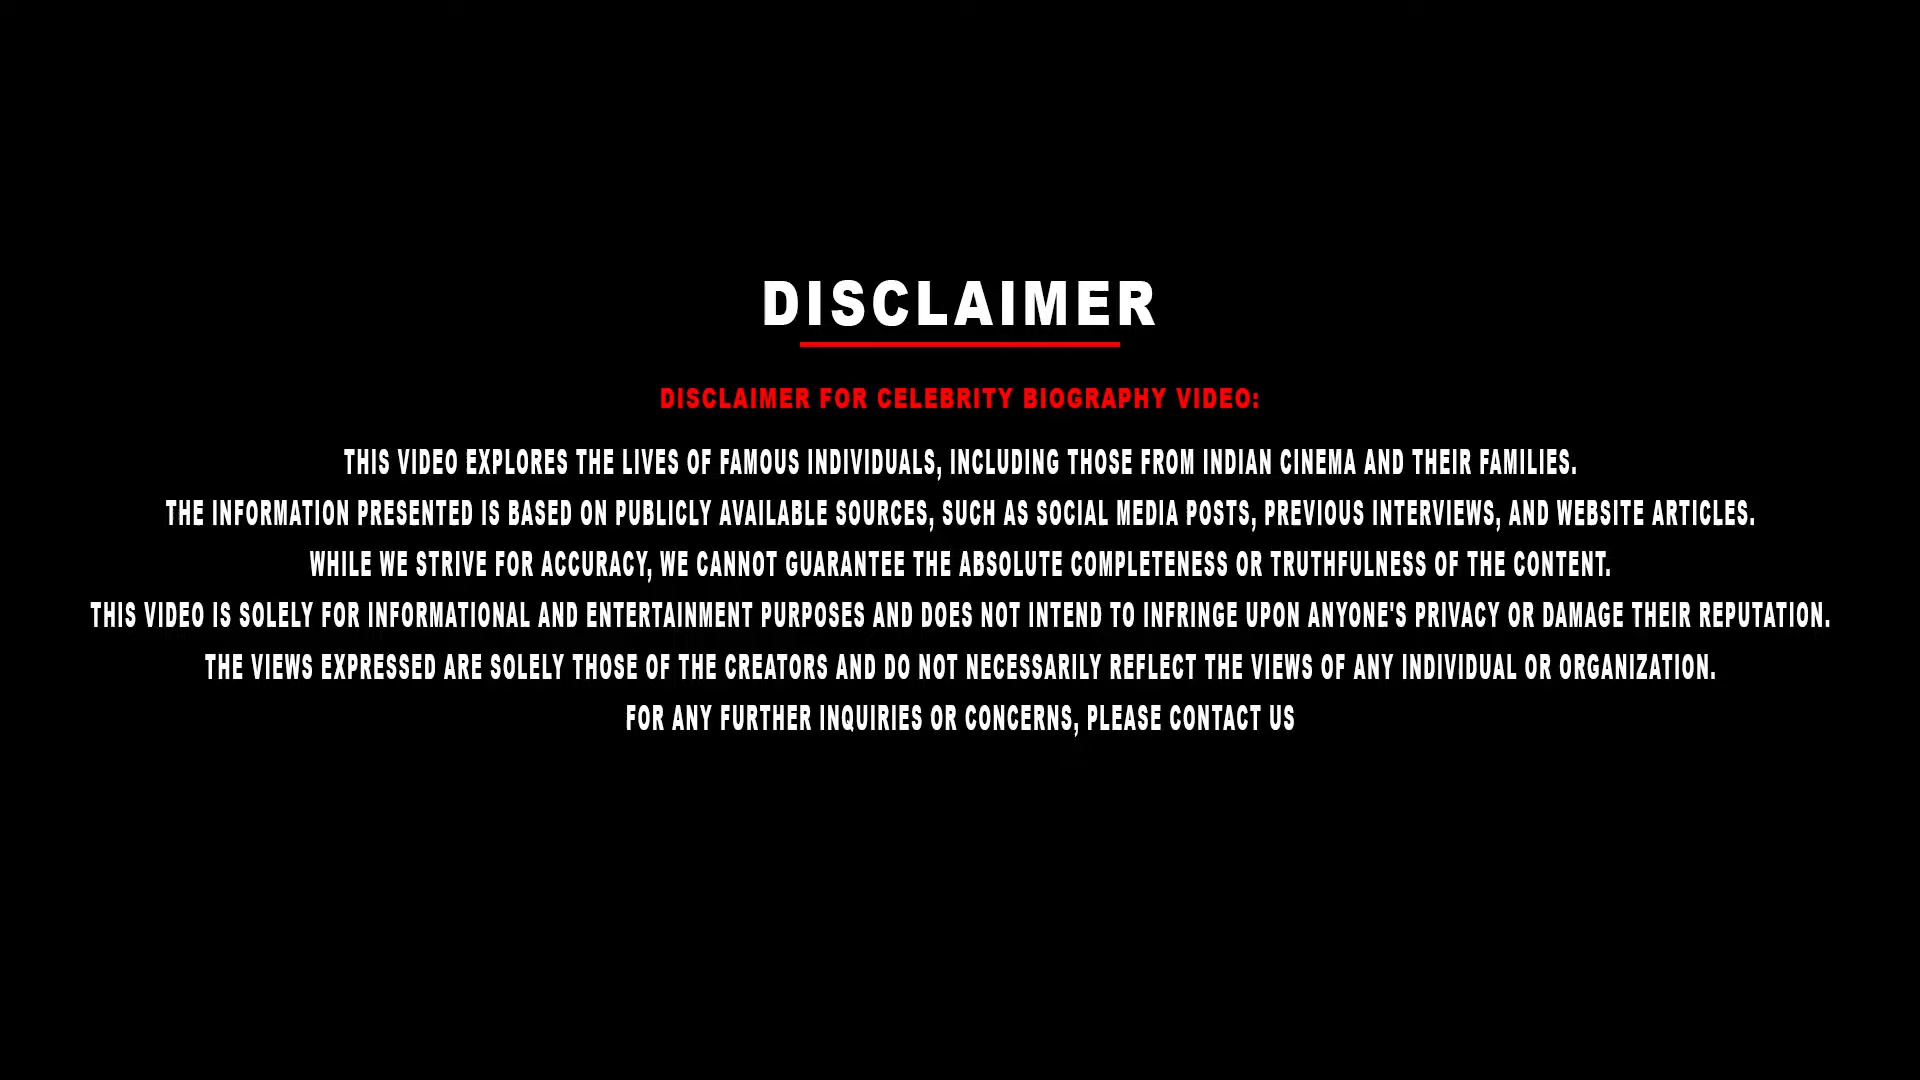 DISCLAIMER
DISCLAIMER FOR CELEBRITY BIOGRAPHY VIDEO:
THIS VIDEO EXPLORES THE LIVES OF FAMOUS INDIVIDUALS, INCLUDING THOSE FROM INDIAN CINEMA AND THEIR FAMILIES.
THE INFORMATION PRESENTED IS BASED ON PUBLICLY AVAILABLE SOURCES, SUCH AS SOCIAL MEDIA POSTS, PREVIOUS INTERVIEWS, AND WEBSITE ARTICLES.
WHILE WE STRIVE FOR ACCURACY, WE CANNOT GUARANTEE THE ABSOLUTE COMPLETENESS OR TRUTHFULNESS OF THE CONTENT.
THIS VIDEO IS SOLELY FOR INFORMATIONAL AND ENTERTAINMENT PURPOSES AND DOES NOT INTEND TO INFRINGE UPON ANYONE'S PRIVACY OR DAMAGE THEIR REPUTATION.
THE VIEWS EXPRESSED ARE SOLELY THOSE OF THE CREATORS AND DO NOT NECESSARILY REFLECT THE VIEWS OF ANY INDIVIDUAL OR ORGANIZATION.
FOR ANY FURTHER INQUIRIES OR CONCERNS, PLEASE CONTACT US